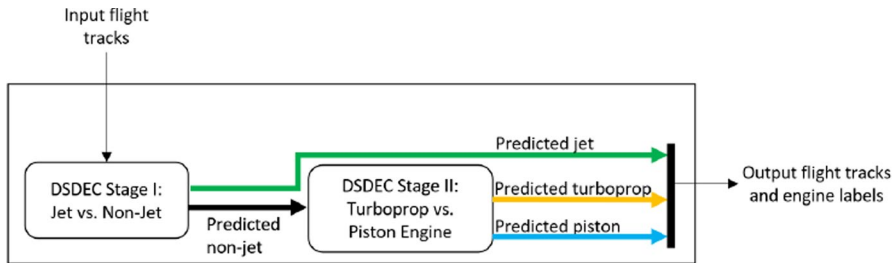 Input flight
tracks
Predicted jet
DSDEC Stage I:
Jet vs. Non-Jet
Predicted
non-jet
DSDEC Stage II:
Turboprop vs.
Piston Engine
Predicted turboprop
Predicted piston
Output flight tracks
and engine labels